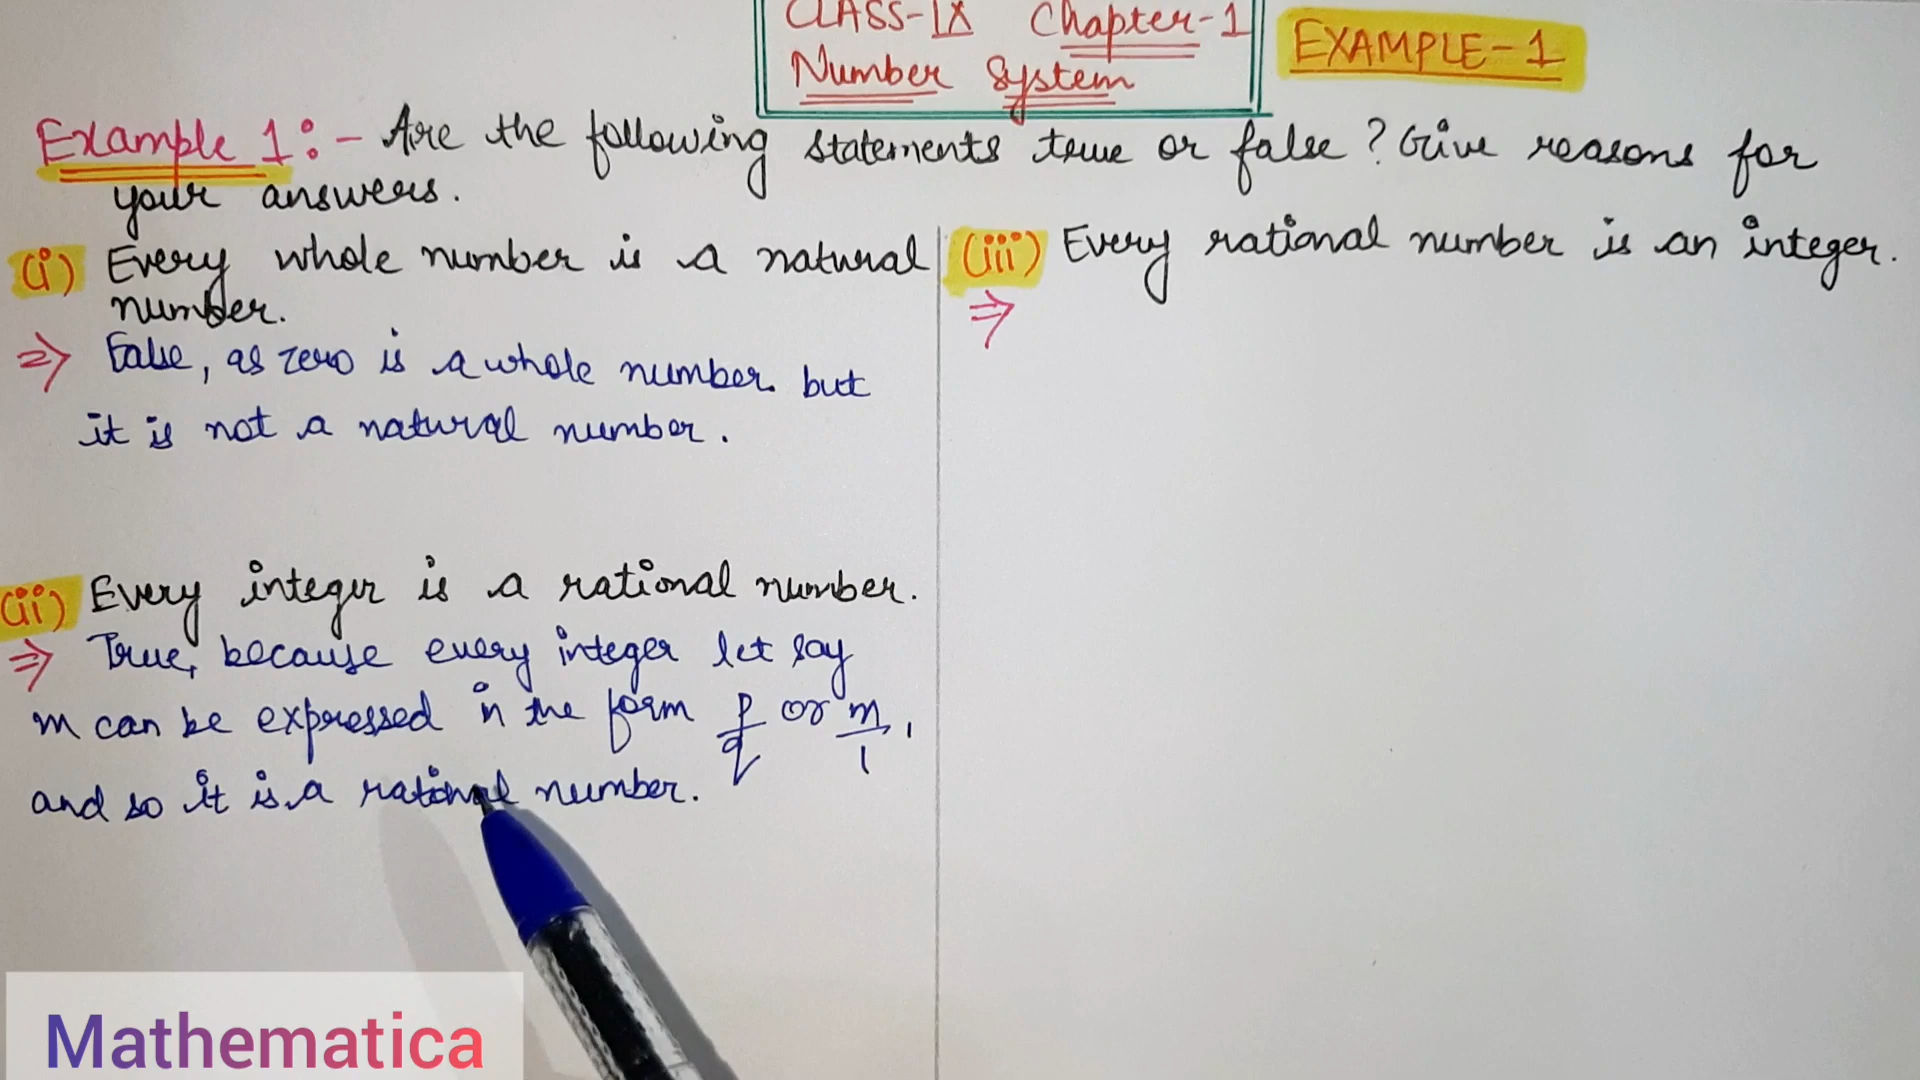 CLASS-IX Chapter-1
Number System
EXAMPLE-1
Example 1:- Are the following statements true or false? Give reasons for
your answers.
(i) Every whole number is a natural
number.
⇒ False, as zero is a whole number but
it is not a natural number.
(ii) Every integer is a rational number.
⇒ True, because every integer let say
m can be expressed in the form p/q or m/1,
and so it is a rational number.
(iii) Every rational number is an integer.
⇒
Mathematica